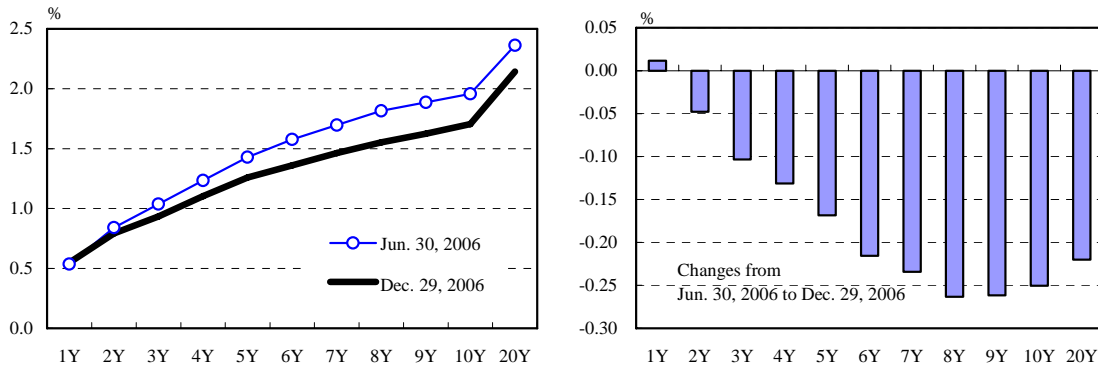 %
2.5
2.0
1.5
1.0
0.5
0.0
1Y 2Y 3Y 4Y 5Y 6Y 7Y 8Y 9Y 10Y 20Y
Jun. 30, 2006
Dec. 29, 2006
%
0.05
0.00
-0.05
-0.10
-0.15
-0.20
-0.25
-0.30
1Y 2Y 3Y 4Y 5Y 6Y 7Y 8Y 9Y 10Y 20Y
Changes from
Jun. 30, 2006 to Dec. 29, 2006